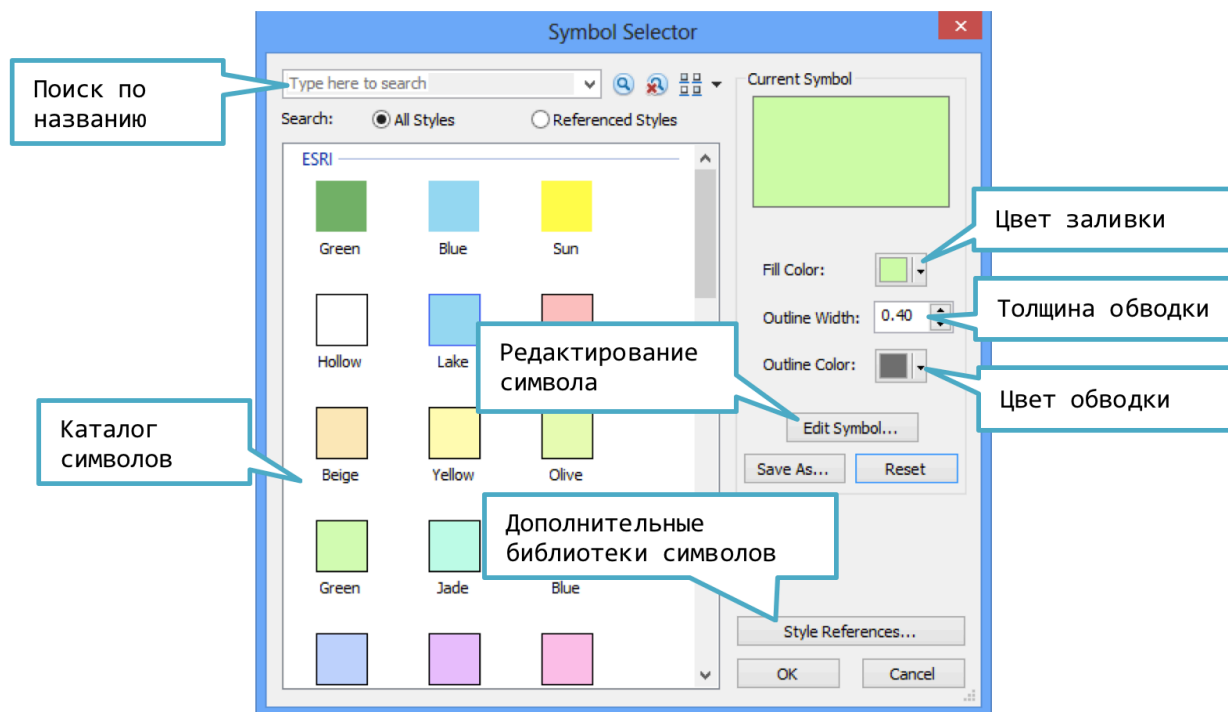 Symbol Selector
Поиск по
названию
Type here to search
Search:
All Styles
Referenced Styles
ESRI
Green
Blue
Sun
Hollow
Lake
Beige
Yellow
Olive
Green
Jade
Blue
Каталог
символов
Current Symbol
Fill Color:
Цвет заливки
Outline Width:
0.40
Толщина обводки
Outline Color:
Цвет обводки
Редактирование
символа
Edit Symbol...
Save As...
Reset
Дополнительные
библиотеки символов
Style References...
OK
Cancel